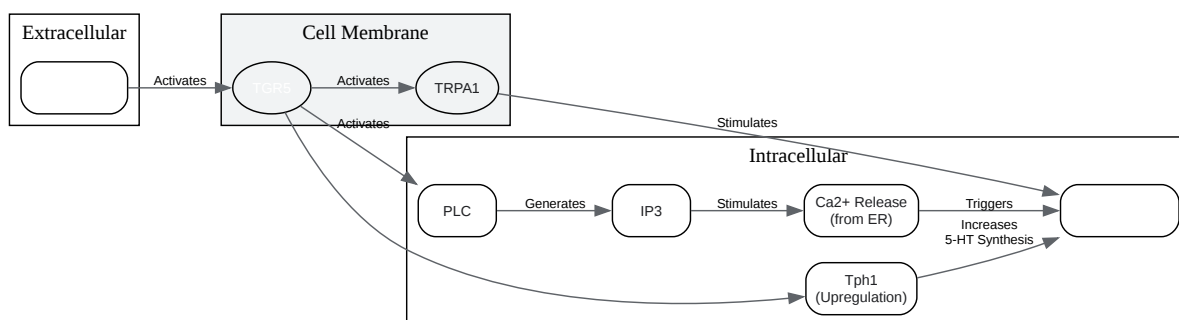 Extracellular
Cell Membrane
Activates
TGR5
Activates
TRPA1
Activates
Stimulates
Intracellular
PLC
Generates
IP3
Stimulates
Ca2+ Release
(from ER)
Triggers
Increases
5-HT Synthesis
Tph1
(Upregulation)